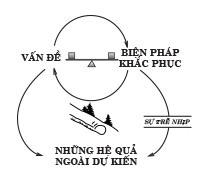 VẤN ĐỀ
BIỆN PHÁP
KHẮC PHỤC
SỰ TRỄ NHỊP
NHỮNG HỆ QUẢ
NGOÀI DỰ KIẾN